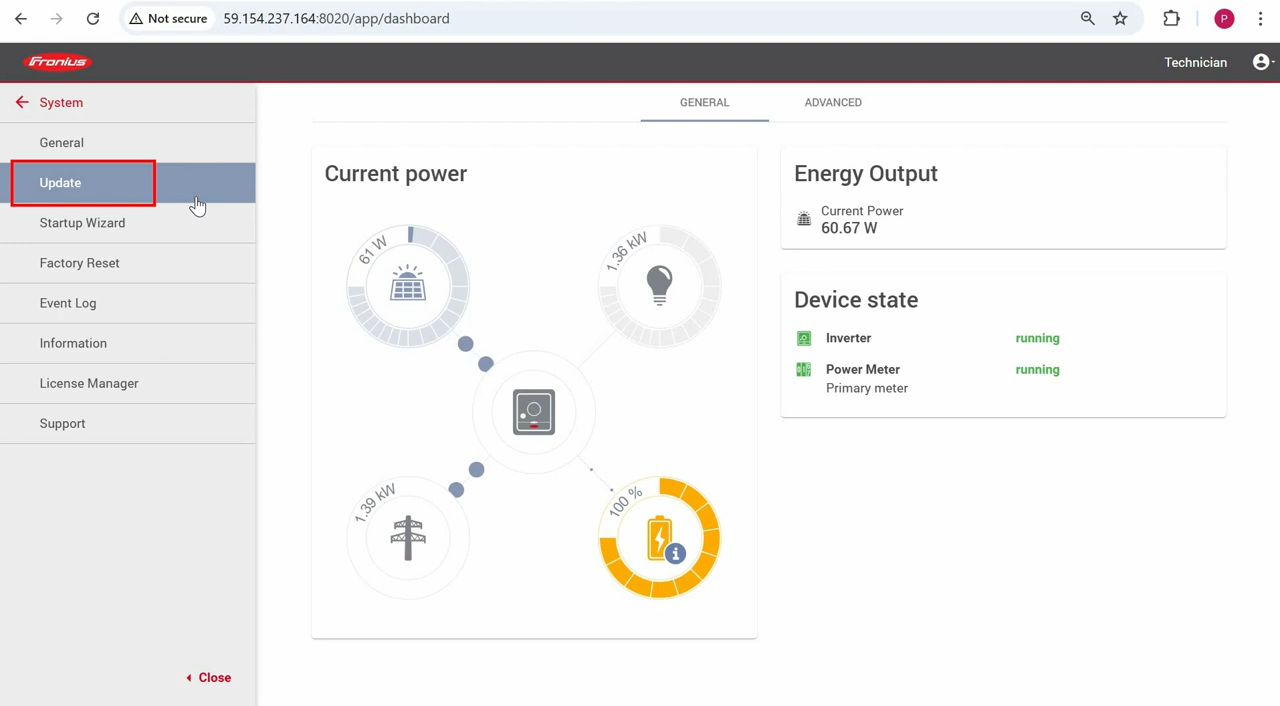 Not secure
59.154.237.164:8020/app/dashboard
P
Fronius
Technician
System
General
Update
Startup Wizard
Factory Reset
Event Log
Information
License Manager
Support
Close
GENERAL
ADVANCED
Current power
61 W
1.36 kW
1.39 kW
100 %
i
Energy Output
Current Power
60.67 W
Device state
Inverter
running
Power Meter
running
Primary meter